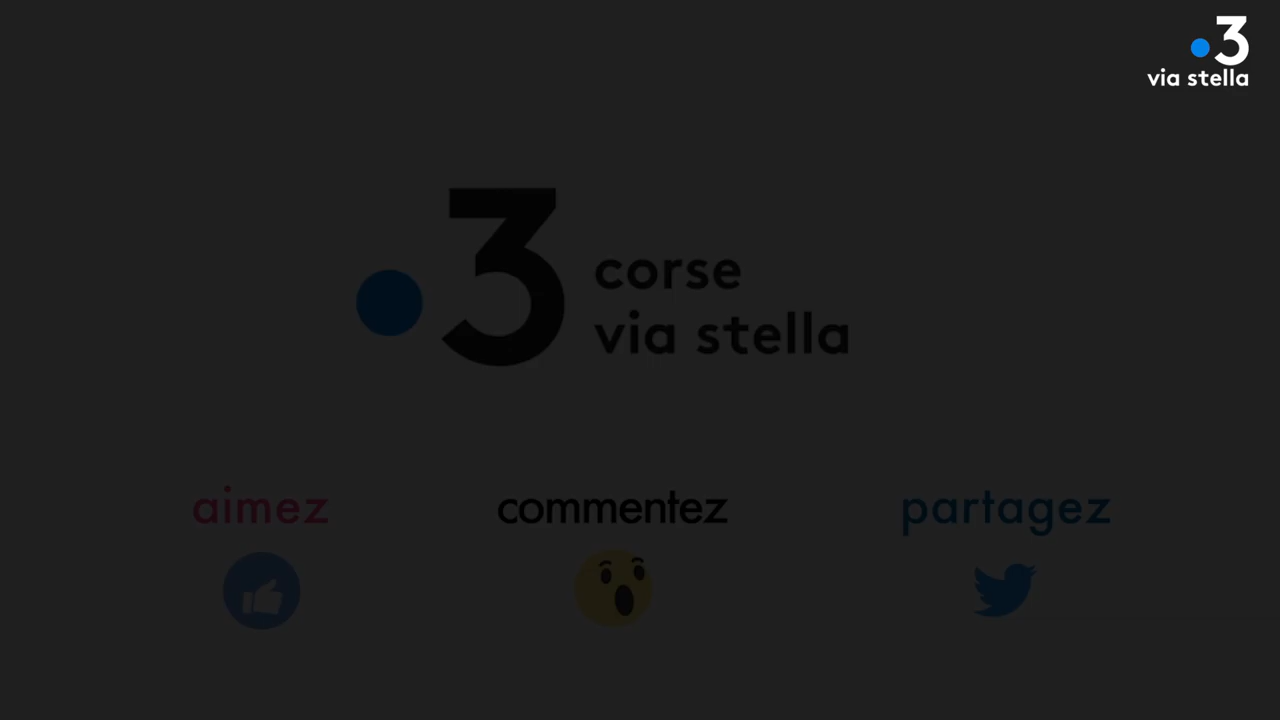 3
via stella
3
corse
via stella
aimez
commentez
partagez